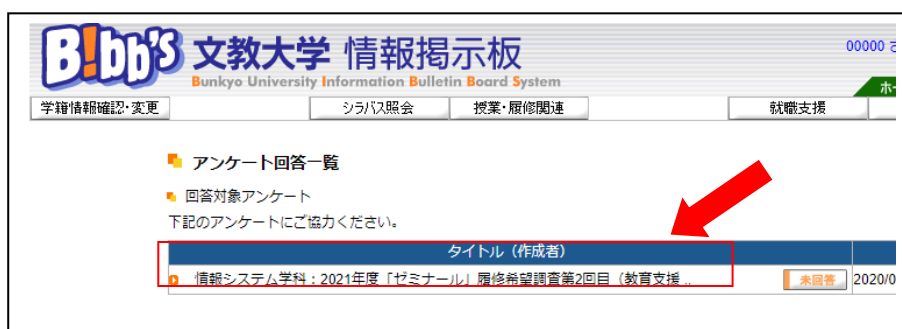 B!bb's 文教大学 情報掲示板
Bunkyo University Information Bulletin Board System
00000
学籍情報確認・変更 シラバス照会 授業・履修関連 就職支援
アンケート回答一覧
回答対象アンケート
下記のアンケートにご協力ください。
タイトル（作成者）
情報システム学科：2021年度「ゼミナール」履修希望調査第2回目（教育支援 .. 未回答 2020/0